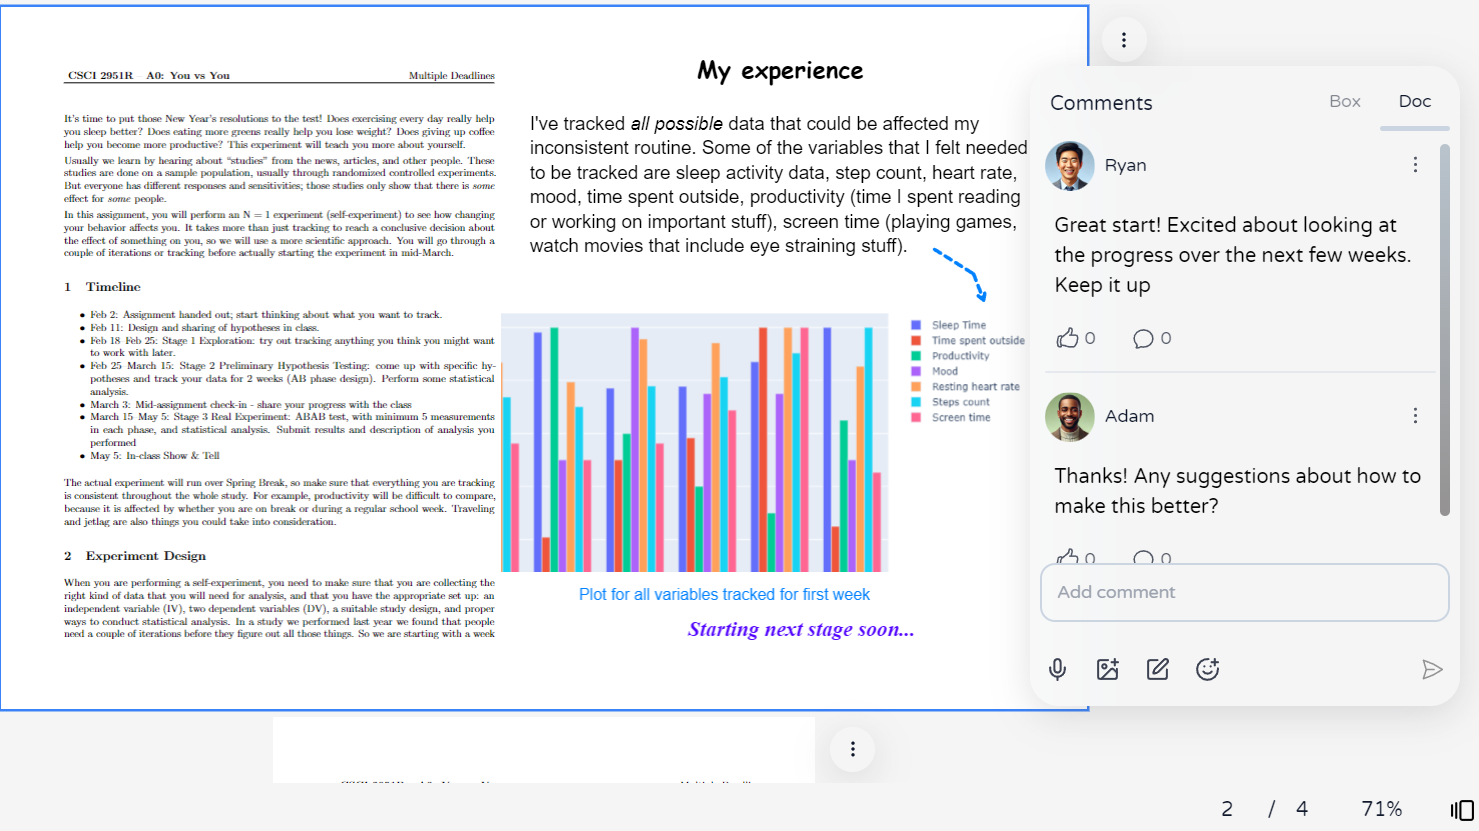 CSCI 2951R A0: You vs You Multiple Deadlines
It's time to put those New Year's resolutions to the test! Does exercising every day really help
you sleep better? Does eating more greens really help you lose weight? Does giving up coffee
help you become more productive? This experiment will teach you more about yourself.
Usually we learn by hearing about “studies” from the news, articles, and other people. These
studies are done on a sample population, usually through randomized controlled experiments.
But everyone has different responses and sensitivities; those studies only show that there is some
effect for some people.
In this assignment, you will perform an N = 1 experiment (self-experiment) to see how changing
your behavior affects you. It takes more than just tracking to reach a conclusive decision about
the effect of something on you, so we will use a more scientific approach. You will go through a
couple of iterations or tracking before actually starting the experiment in mid-March.
1 Timeline
• Feb 2: Assignment handed out; start thinking about what you want to track.
• Feb 11: Design and sharing of hypotheses in class.
• Feb 18 Feb 25: Stage 1 Exploration: try out tracking anything you think you might want
to work with later.
• Feb 25 March 15: Stage 2 Preliminary Hypothesis Testing: come up with specific hy-
potheses and track your data for 2 weeks (AB phase design). Perform some statistical
analysis.
• March 3: Mid-assignment check-in - share your progress with the class
• March 15 May 5: Stage 3 Real Experiment: ABAB test, with minimum 5 measurements
in each phase, and statistical analysis. Submit results and description of analysis you
performed
• May 5: In-class Show & Tell
The actual experiment will run over Spring Break, so make sure that everything you are tracking
is consistent throughout the whole study. For example, productivity will be difficult to compare,
because it is affected by whether you are on break or during a regular school week. Traveling
and jetlag are also things you could take into consideration.
2 Experiment Design
When you are performing a self-experiment, you need to make sure that you are collecting the
right kind of data that you will need for analysis, and that you have the appropriate set up: an
independent variable (IV), two dependent variables (DV), a suitable study design, and proper
ways to conduct statistical analysis. In a study we performed last year we found that people
need a couple of iterations before they figure out all those things. So we are starting with a week
My experience
I've tracked all possible data that could be affected my
inconsistent routine. Some of the variables that I felt needed
to be tracked are sleep activity data, step count, heart rate,
mood, time spent outside, productivity (time I spent reading
or working on important stuff), screen time (playing games,
watch movies that include eye straining stuff).
Sleep Time
Time spent outside
Productivity
Mood
Resting heart rate
Steps count
Screen time
Plot for all variables tracked for first week
Starting next stage soon...
Comments Box Doc
Ryan
Great start! Excited about looking at
the progress over the next few weeks.
Keep it up
0 0
Adam
Thanks! Any suggestions about how to
make this better?
0 0
Add comment
2 / 4 71%